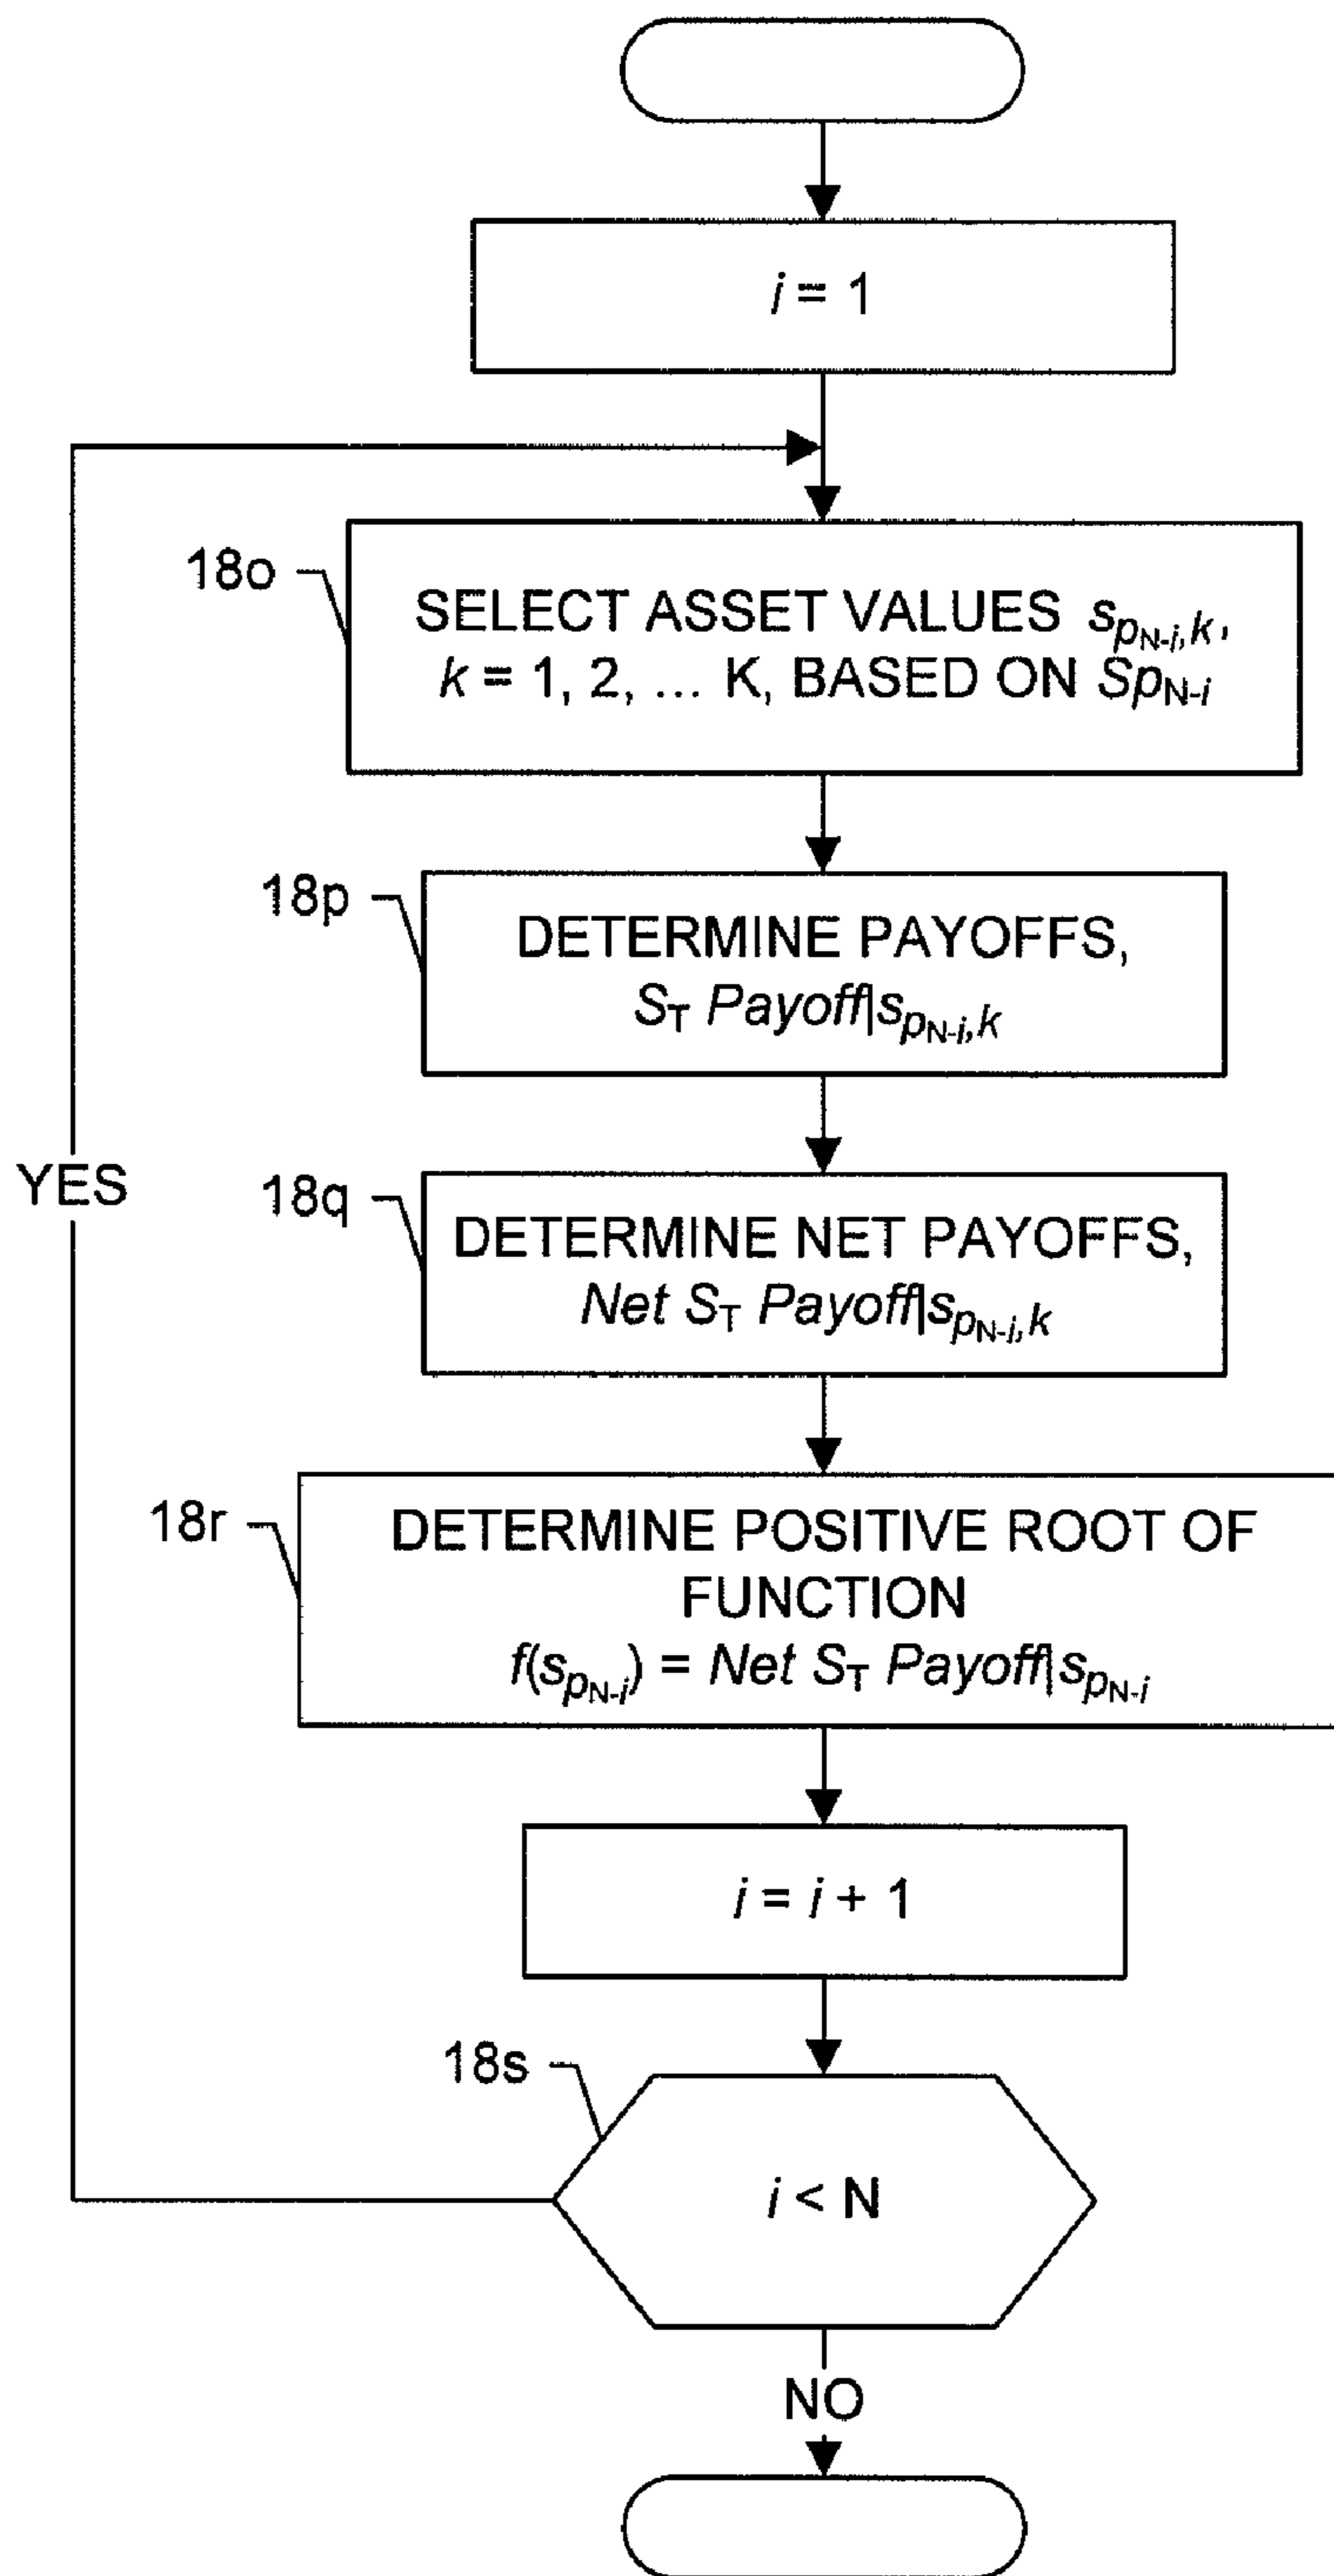 i = 1
18o
SELECT ASSET VALUES s_{p_{N-i},k},
k = 1, 2, ... K, BASED ON Sp_{N-i}
18p
DETERMINE PAYOFFS,
S_T Payoff|s_{p_{N-i},k}
YES
18q
DETERMINE NET PAYOFFS,
Net S_T Payoff|s_{p_{N-i},k}
18r
DETERMINE POSITIVE ROOT OF
FUNCTION
f(s_{p_{N-i}}) = Net S_T Payoff|s_{p_{N-i}}
i = i + 1
18s
i < N
NO